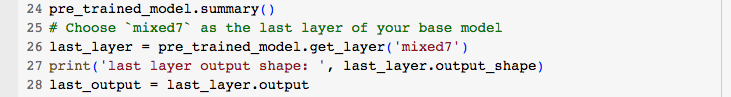 24 pre_trained_model.summary()
25 # Choose `mixed7` as the last layer of your base model
26 last_layer = pre_trained_model.get_layer('mixed7')
27 print('last layer output shape: ', last_layer.output_shape)
28 last_output = last_layer.output